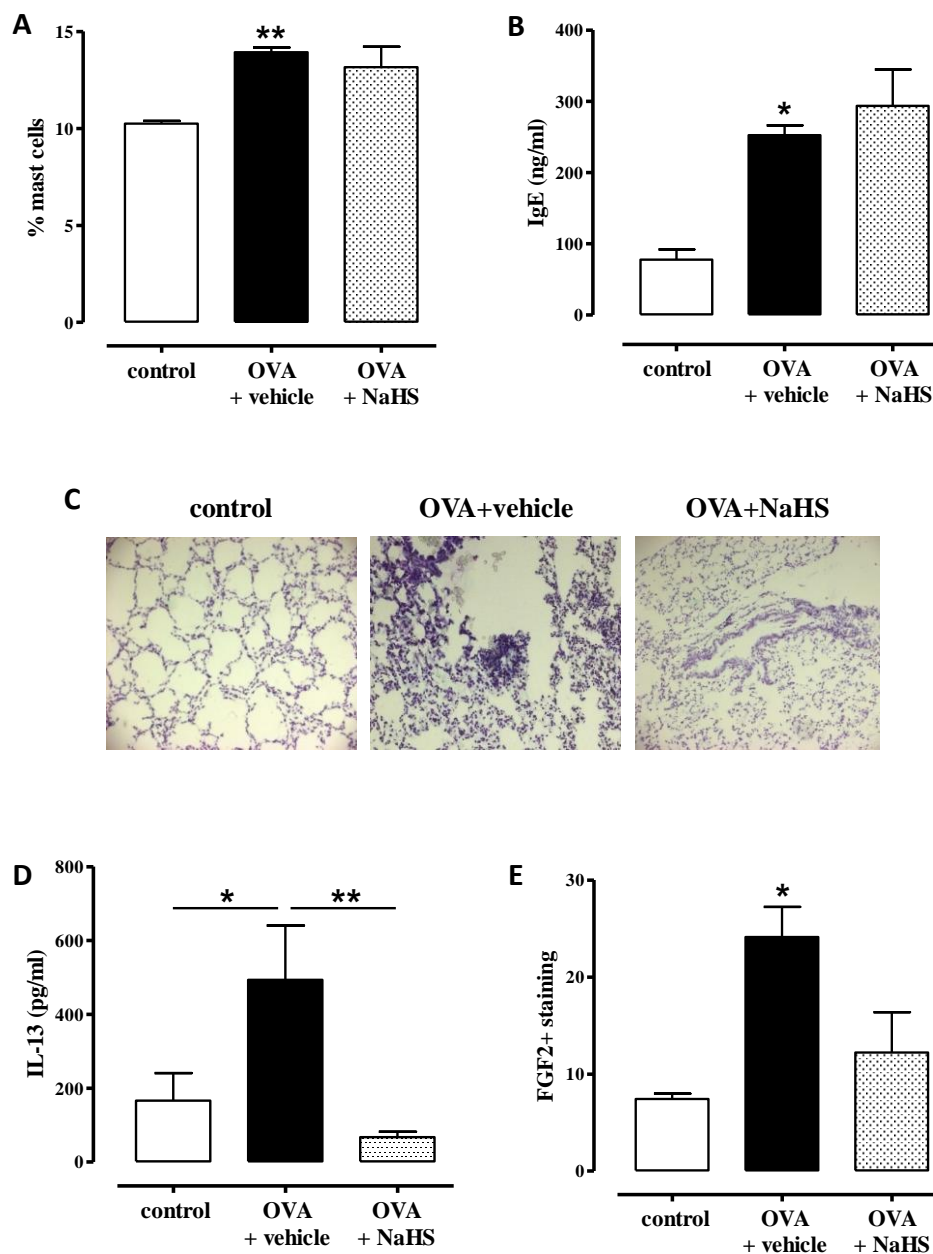 A
15
10
5
0
% mast cells
**
control
OVA
+ vehicle
OVA
+ NaHS
B
400
300
200
100
0
IgE (ng/ml)
*
control
OVA
+ vehicle
OVA
+ NaHS
C
control
OVA+vehicle
OVA+NaHS
D
800
600
400
200
0
IL-13 (pg/ml)
*
**
control
OVA
+ vehicle
OVA
+ NaHS
E
30
20
10
0
FGF2+ staining
*
control
OVA
+ vehicle
OVA
+ NaHS